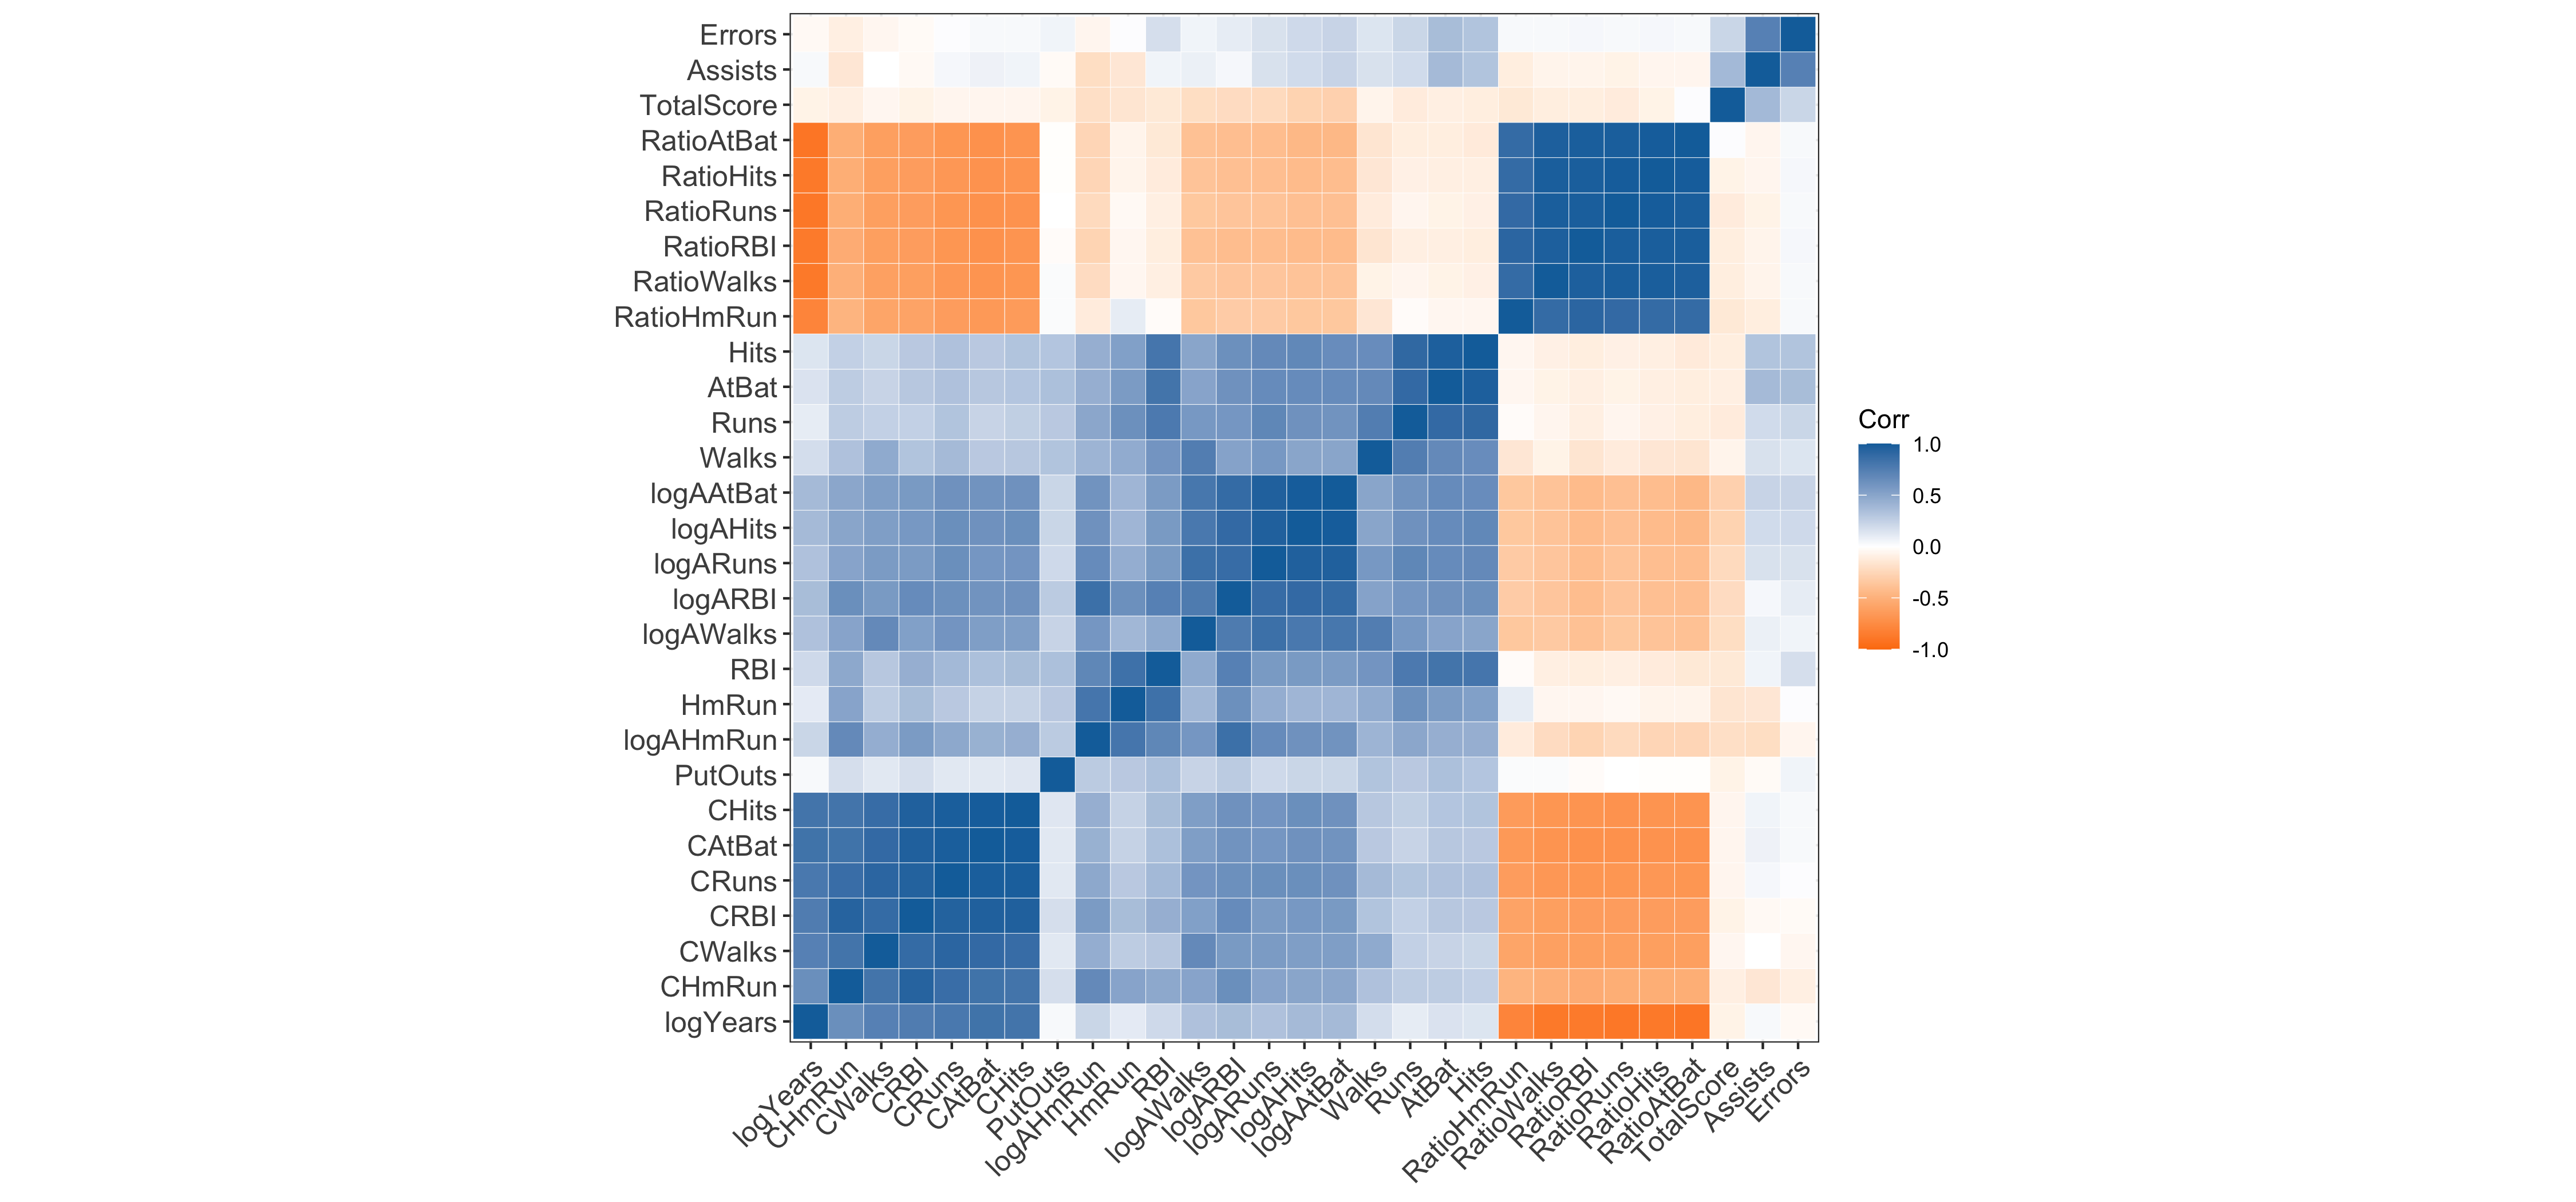 Errors
Assists
TotalScore
RatioAtBat
RatioHits
RatioRuns
RatioRBI
RatioWalks
RatioHmRun
Hits
AtBat
Runs
Walks
logAAtBat
logAHits
logARuns
logARBI
logAWalks
RBI
HmRun
logAHmRun
PutOuts
CHits
CAtBat
CRuns
CRBI
CWalks
CHmRun
logYears
logYears
CHmRun
CWalks
CRBI
CRuns
CAtBat
CHits
PutOuts
logAHmRun
HmRun
RBI
logAWalks
logARBI
logARuns
logAHits
logAAtBat
Walks
Runs
AtBat
Hits
RatioHmRun
RatioWalks
RatioRBI
RatioRuns
RatioHits
RatioAtBat
TotalScore
Assists
Errors
Corr
1.0
0.5
0.0
-0.5
-1.0